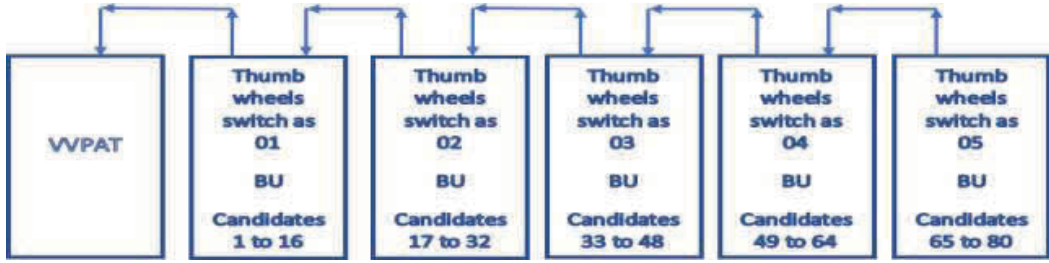 VVPAT
Thumb
wheels
switch as
01
BU
Candidates
1 to 16
Thumb
wheels
switch as
02
BU
Candidates
17 to 32
Thumb
wheels
switch as
03
BU
Candidates
33 to 48
Thumb
wheels
switch as
04
BU
Candidates
49 to 64
Thumb
wheels
switch as
05
BU
Candidates
65 to 80